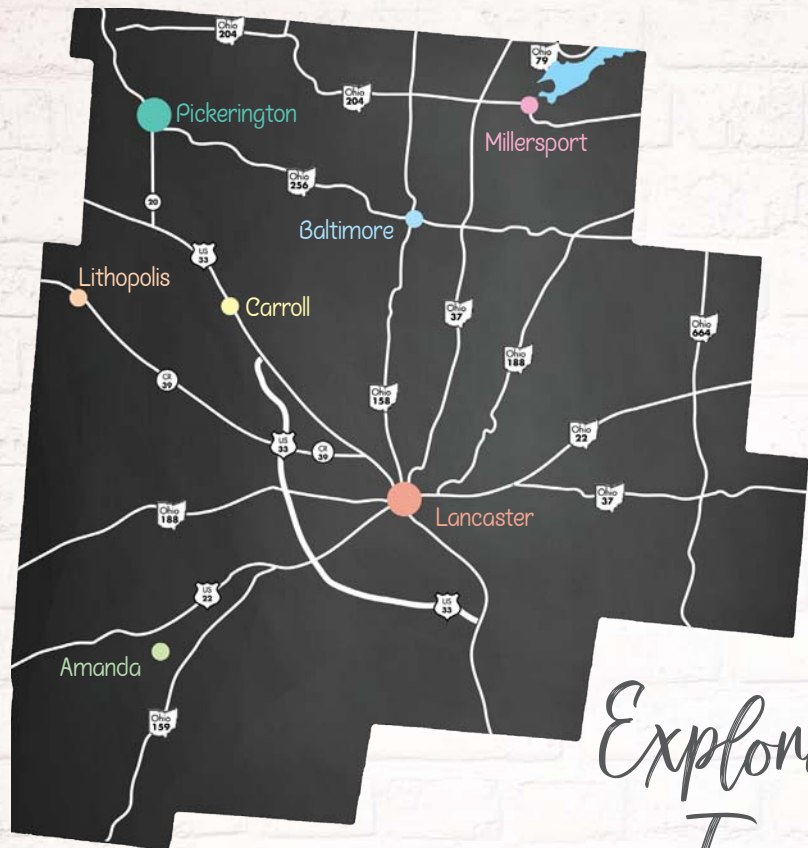 Ohio
204
Ohio
79
Ohio
204
Pickerington
Millersport
Ohio
256
20
Baltimore
US
33
Lithopolis
Carroll
Ohio
37
Ohio
664
Ohio
188
CR
39
Ohio
158
Ohio
22
US
33
CR
39
Ohio
37
Ohio
188
Lancaster
US
22
US
33
Amanda
Ohio
159